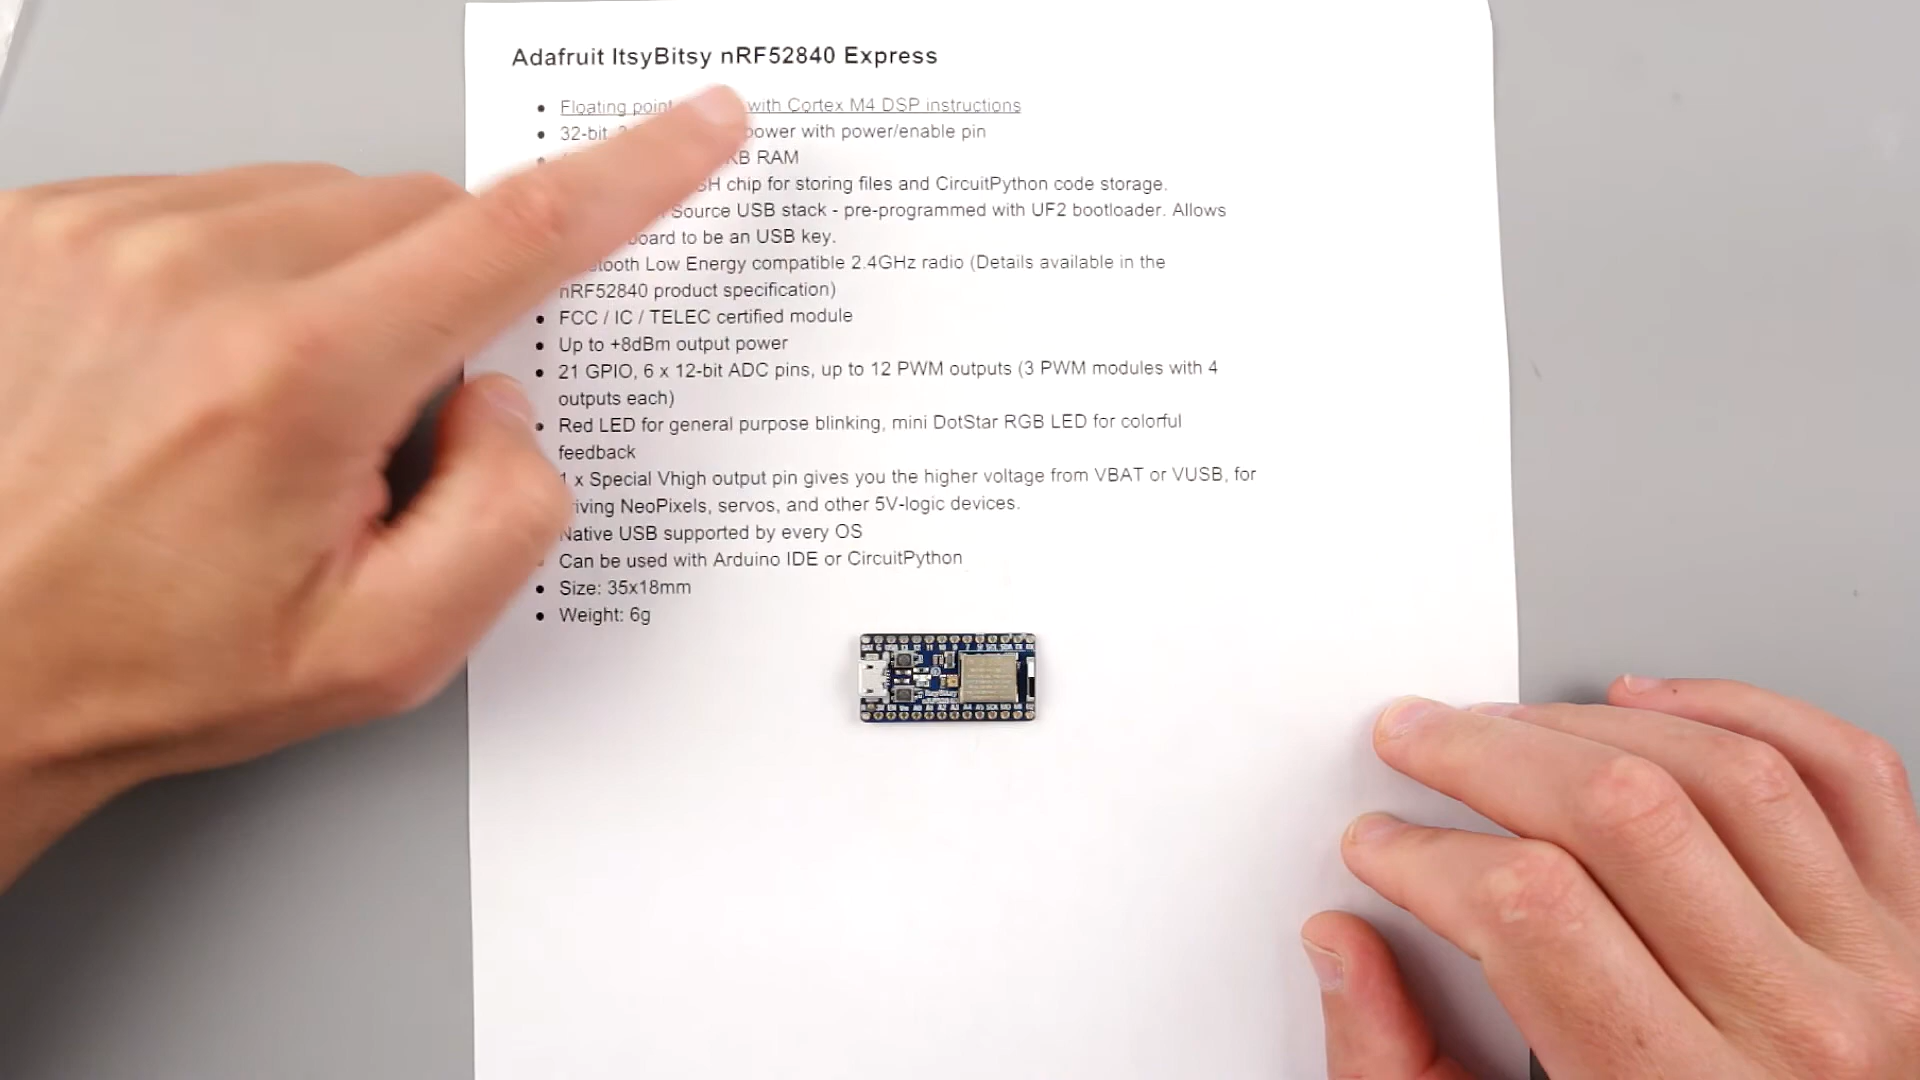 Adafruit ItsyBitsy nRF52840 Express
Floating point with Cortex M4 DSP instructions
32-bit, power with power/enable pin
KB RAM
chip for storing files and CircuitPython code storage.
Source USB stack - pre-programmed with UF2 bootloader. Allows
board to be an USB key.
Low Energy compatible 2.4GHz radio (Details available in the
nRF52840 product specification)
FCC / IC / TELEC certified module
Up to +8dBm output power
21 GPIO, 6 x 12-bit ADC pins, up to 12 PWM outputs (3 PWM modules with 4
outputs each)
Red LED for general purpose blinking, mini DotStar RGB LED for colorful
feedback
1 x Special Vhigh output pin gives you the higher voltage from VBAT or VUSB, for
NeoPixels, servos, and other 5V-logic devices.
Native USB supported by every OS
Can be used with Arduino IDE or CircuitPython
Size: 35x18mm
Weight: 6g